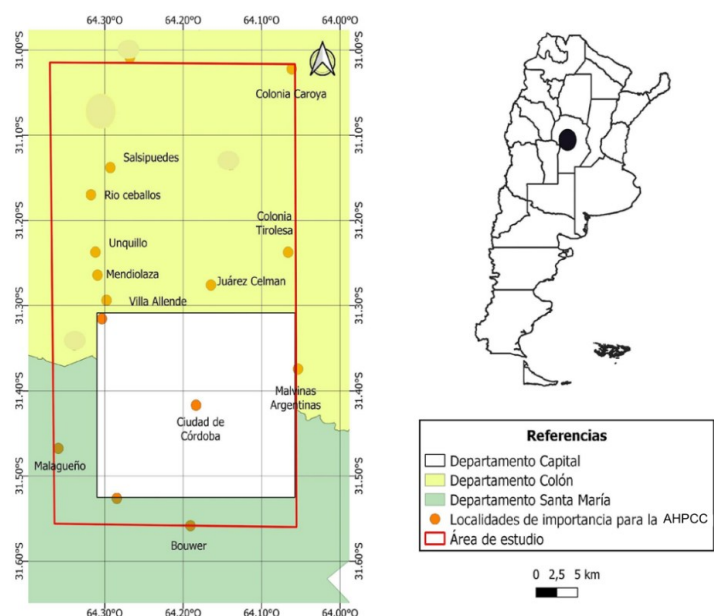 64.30°S 64.20°S 64.10°S 64.00°S
31.00°S
31.00°S
Colonia Caroya
31.10°S
31.10°S
Salsipuedes
Rio ceballos
31.20°S
31.20°S
Colonia
Tirolesa
Unquillo
Mendiolaza
Juárez Celman
Villa Allende
31.30°S
31.30°S
31.40°S
31.40°S
Malvinas
Argentinas
Ciudad de
Córdoba
Malagueño
31.50°S
31.50°S
Bouwer
31.60°S
31.60°S
64.30°S 64.20°S 64.10°S 64.00°S
Referencias
Departamento Capital
Departamento Colón
Departamento Santa María
Localidades de importancia para la AHPCC
Área de estudio
0 2,5 5 km